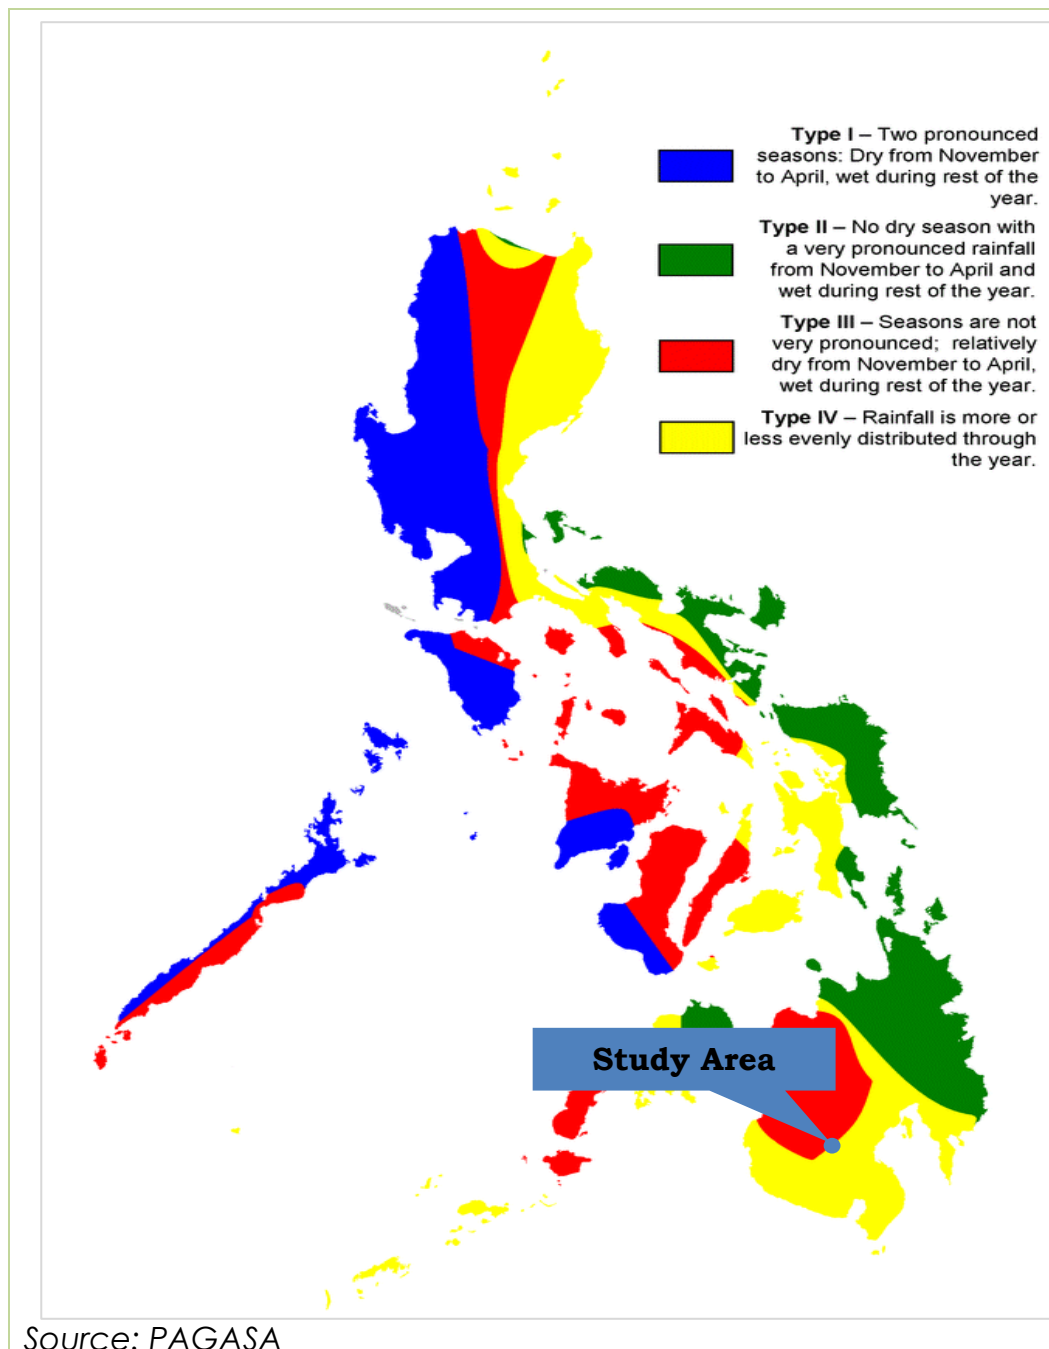 Type I – Two pronounced
seasons: Dry from November
to April, wet during rest of the
year.
Type II – No dry season with
a very pronounced rainfall
from November to April and
wet during rest of the year.
Type III – Seasons are not
very pronounced; relatively
dry from November to April,
wet during rest of the year.
Type IV – Rainfall is more or
less evenly distributed through
the year.
Study Area
Source: PAGASA